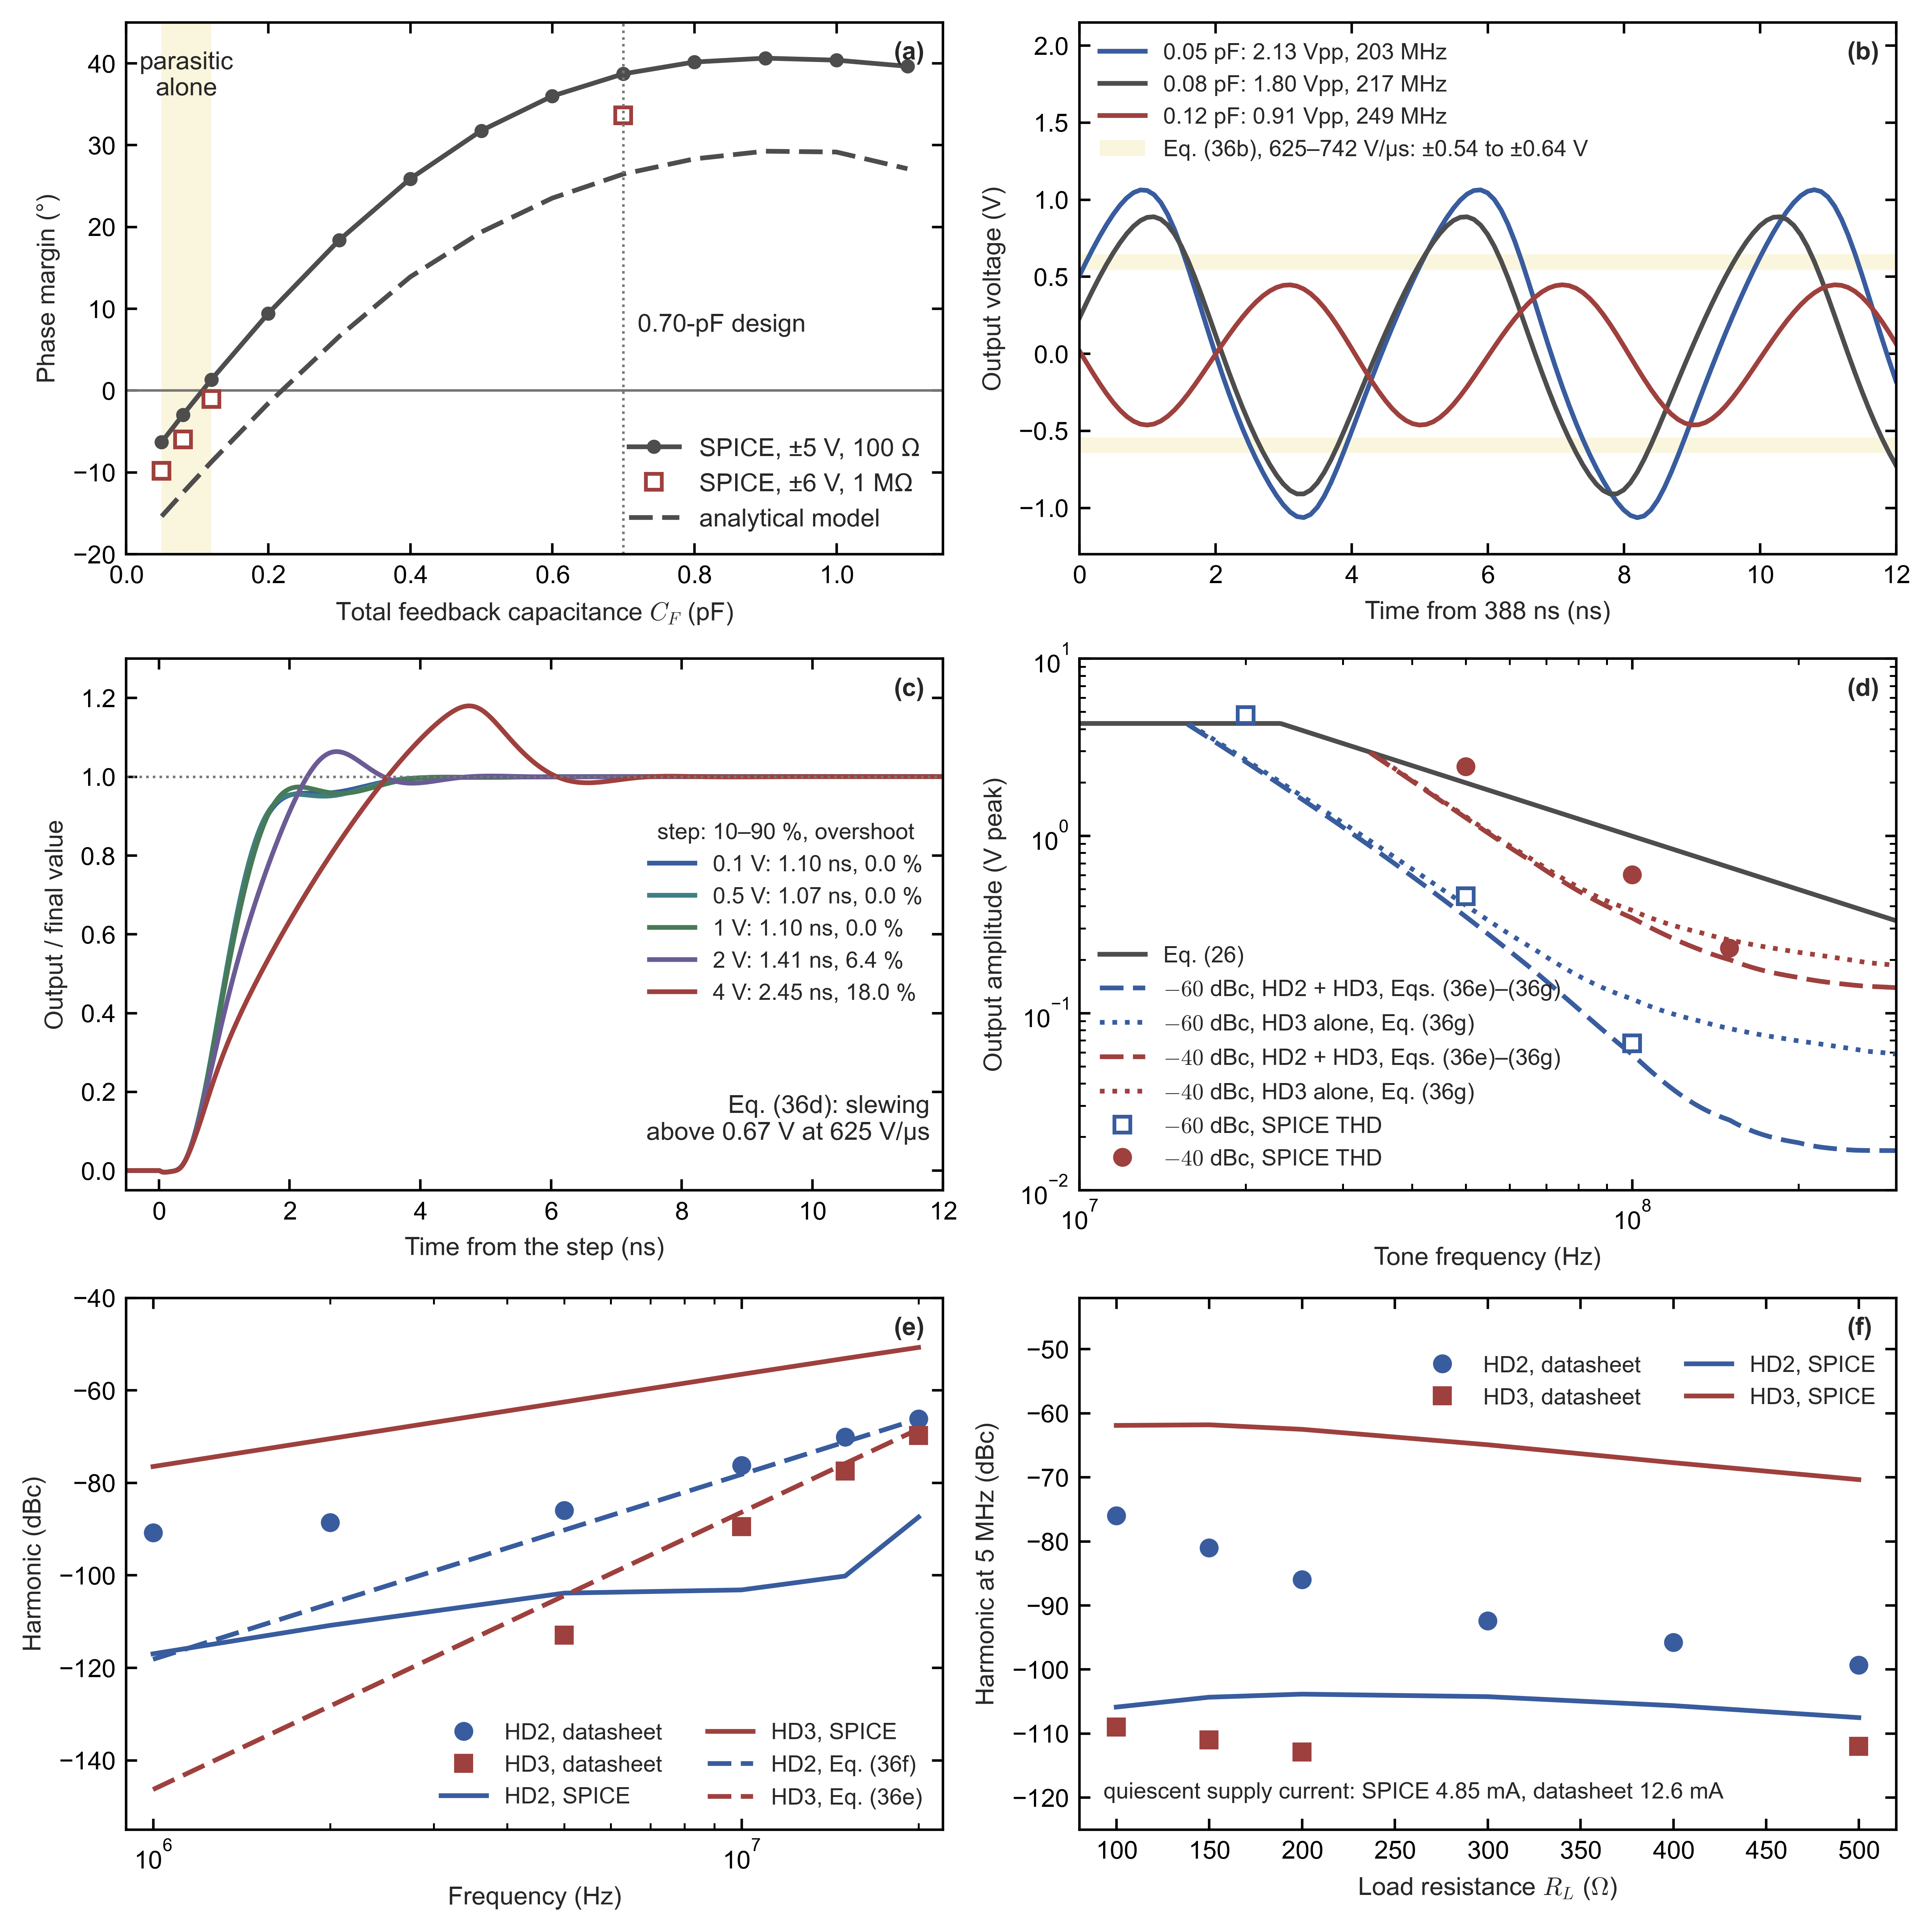 (a)
parasitic
alone
40
30
20
10
0
−10
−20
Phase margin (°)
0.70-pF design
SPICE, ±5 V, 100 Ω
SPICE, ±6 V, 1 MΩ
analytical model
0.0 0.2 0.4 0.6 0.8 1.0
Total feedback capacitance C_F (pF)
(b)
0.05 pF: 2.13 Vpp, 203 MHz
0.08 pF: 1.80 Vpp, 217 MHz
0.12 pF: 0.91 Vpp, 249 MHz
Eq. (36b), 625–742 V/µs: ±0.54 to ±0.64 V
2.0
1.5
1.0
0.5
0.0
−0.5
−1.0
Output voltage (V)
0 2 4 6 8 10 12
Time from 388 ns (ns)
(c)
1.2
1.0
0.8
0.6
0.4
0.2
0.0
Output / final value
step: 10–90 %, overshoot
0.1 V: 1.10 ns, 0.0 %
0.5 V: 1.07 ns, 0.0 %
1 V: 1.10 ns, 0.0 %
2 V: 1.41 ns, 6.4 %
4 V: 2.45 ns, 18.0 %
Eq. (36d): slewing
above 0.67 V at 625 V/µs
0 2 4 6 8 10 12
Time from the step (ns)
(d)
10^1
10^0
10^−1
10^−2
Output amplitude (V peak)
Eq. (26)
−60 dBc, HD2 + HD3, Eqs. (36e)–(36g)
−60 dBc, HD3 alone, Eq. (36g)
−40 dBc, HD2 + HD3, Eqs. (36e)–(36g)
−40 dBc, HD3 alone, Eq. (36g)
−60 dBc, SPICE THD
−40 dBc, SPICE THD
10^7 10^8
Tone frequency (Hz)
(e)
−40
−60
−80
−100
−120
−140
Harmonic (dBc)
HD2, datasheet
HD3, datasheet
HD2, SPICE
HD3, SPICE
HD2, Eq. (36f)
HD3, Eq. (36e)
10^6 10^7
Frequency (Hz)
(f)
−50
−60
−70
−80
−90
−100
−110
−120
Harmonic at 5 MHz (dBc)
HD2, datasheet
HD3, datasheet
HD2, SPICE
HD3, SPICE
quiescent supply current: SPICE 4.85 mA, datasheet 12.6 mA
100 150 200 250 300 350 400 450 500
Load resistance R_L (Ω)